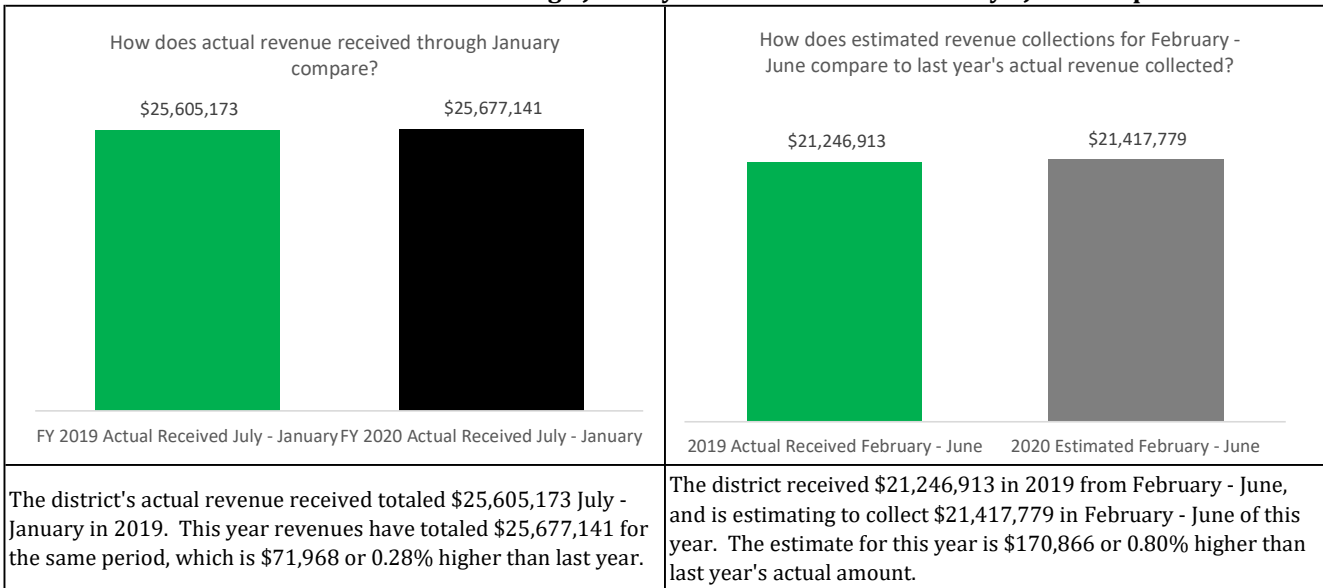 How does actual revenue received through January
compare?
$25,605,173
$25,677,141
FY 2019 Actual Received July - January
FY 2020 Actual Received July - January
The district's actual revenue received totaled $25,605,173 July -
January in 2019.  This year revenues have totaled $25,677,141 for
the same period, which is $71,968 or 0.28% higher than last year.
How does estimated revenue collections for February -
June compare to last year's actual revenue collected?
$21,246,913
$21,417,779
2019 Actual Received February - June
2020 Estimated February - June
The district received $21,246,913 in 2019 from February - June,
and is estimating to collect $21,417,779 in February - June of this
year.  The estimate for this year is $170,866 or 0.80% higher than
last year's actual amount.